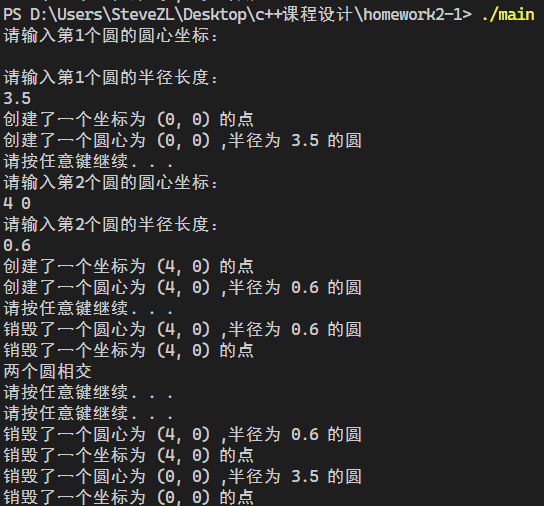 PS D:\Users\SteveZL\Desktop\c++课程设计\homework2-1> ./main
请输入第1个圆的圆心坐标：
请输入第1个圆的半径长度：
3.5
创建了一个坐标为 (0, 0) 的点
创建了一个圆心为 (0, 0) ,半径为 3.5 的圆
请按任意键继续. . .
请输入第2个圆的圆心坐标：
4 0
请输入第2个圆的半径长度：
0.6
创建了一个坐标为 (4, 0) 的点
创建了一个圆心为 (4, 0) ,半径为 0.6 的圆
请按任意键继续. . .
销毁了一个圆心为 (4, 0) ,半径为 0.6 的圆
销毁了一个坐标为 (4, 0) 的点
两个圆相交
请按任意键继续. . .
请按任意键继续. . .
销毁了一个圆心为 (4, 0) ,半径为 0.6 的圆
销毁了一个坐标为 (4, 0) 的点
销毁了一个圆心为 (0, 0) ,半径为 3.5 的圆
销毁了一个坐标为 (0, 0) 的点